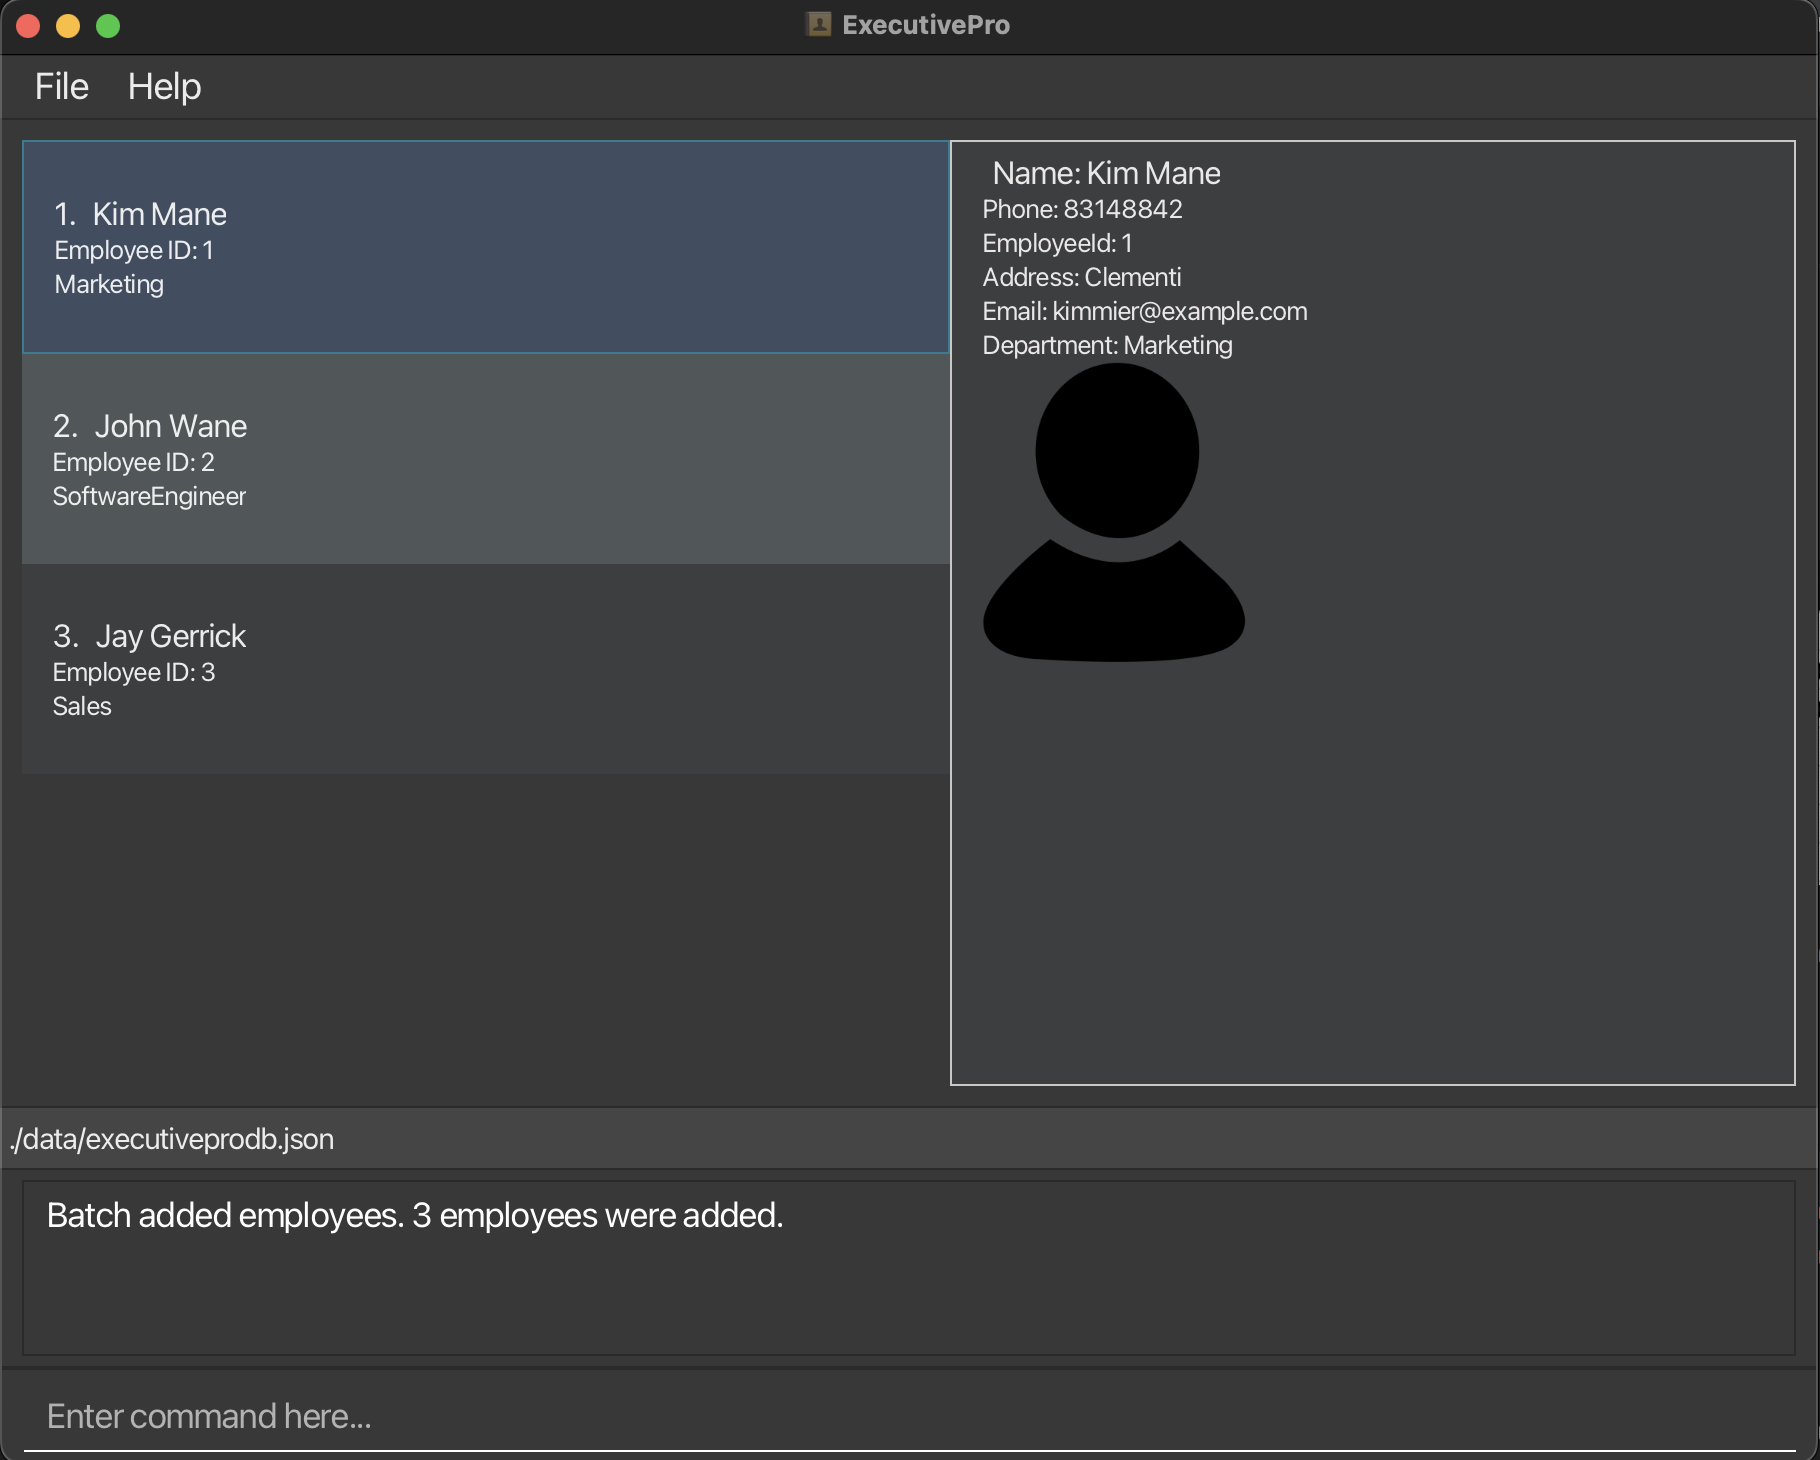 ExecutivePro
File Help
1. Kim Mane
Employee ID: 1
Marketing
2. John Wane
Employee ID: 2
SoftwareEngineer
3. Jay Gerrick
Employee ID: 3
Sales
Name: Kim Mane
Phone: 83148842
EmployeeId: 1
Address: Clementi
Email: kimmier@example.com
Department: Marketing
./data/executiveprodb.json
Batch added employees. 3 employees were added.
Enter command here...